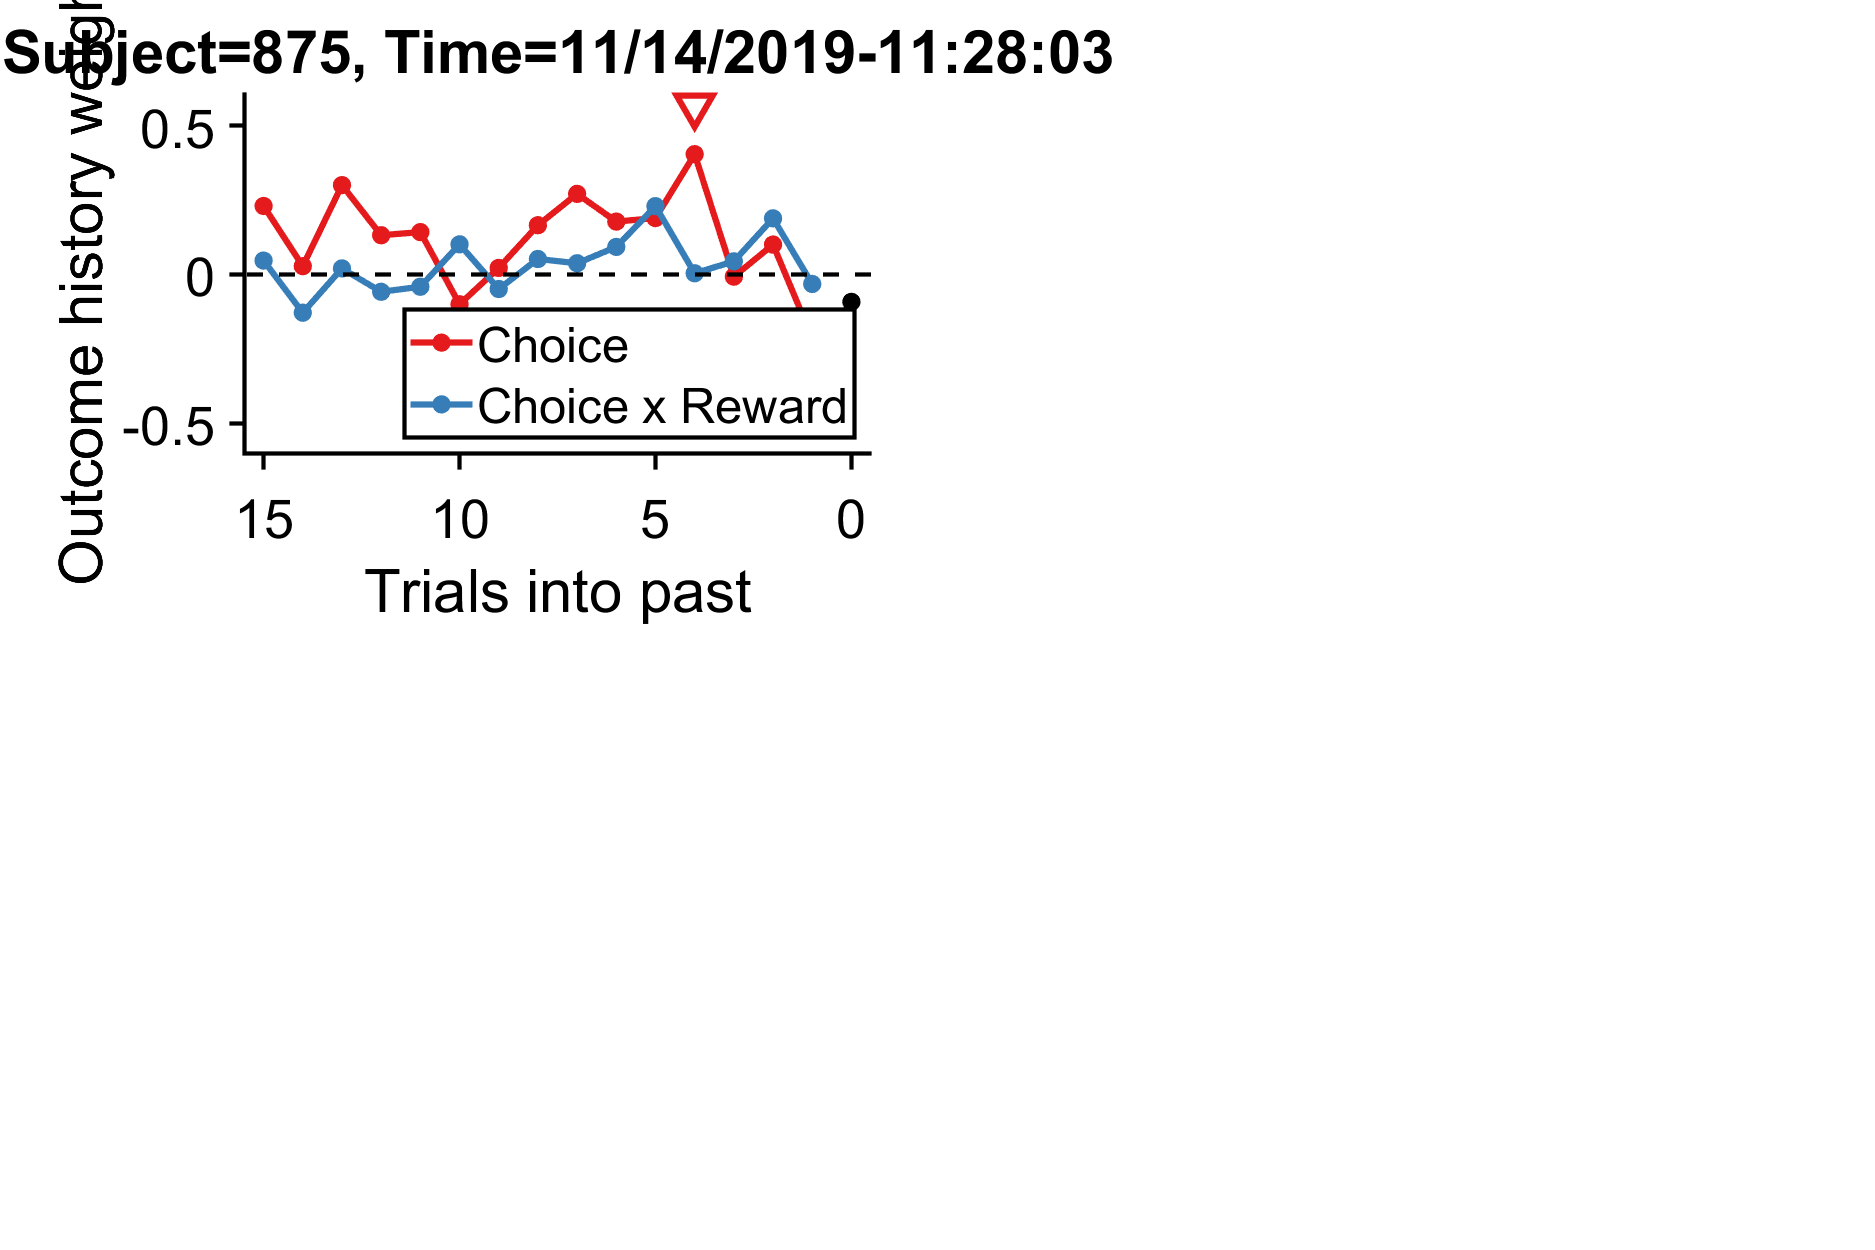 Subject=875, Time=11/14/2019-11:28:03
Outcome history
0.5
0
-0.5
Choice
Choice x Reward
15 10 5 0
Trials into past